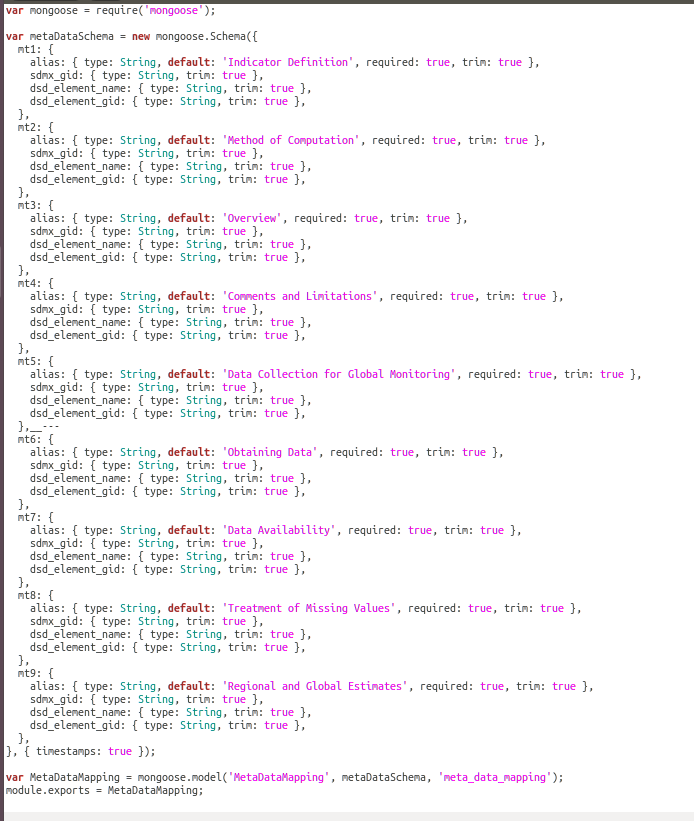 var mongoose = require('mongoose');
var metaDataSchema = new mongoose.Schema({
  mt1: {
    alias: { type: String, default: 'Indicator Definition', required: true, trim: true },
    sdmx_gid: { type: String, trim: true },
    dsd_element_name: { type: String, trim: true },
    dsd_element_gid: { type: String, trim: true },
  },
  mt2: {
    alias: { type: String, default: 'Method of Computation', required: true, trim: true },
    sdmx_gid: { type: String, trim: true },
    dsd_element_name: { type: String, trim: true },
    dsd_element_gid: { type: String, trim: true },
  },
  mt3: {
    alias: { type: String, default: 'Overview', required: true, trim: true },
    sdmx_gid: { type: String, trim: true },
    dsd_element_name: { type: String, trim: true },
    dsd_element_gid: { type: String, trim: true },
  },
  mt4: {
    alias: { type: String, default: 'Comments and Limitations', required: true, trim: true },
    sdmx_gid: { type: String, trim: true },
    dsd_element_name: { type: String, trim: true },
    dsd_element_gid: { type: String, trim: true },
  },
  mt5: {
    alias: { type: String, default: 'Data Collection for Global Monitoring', required: true, trim: true },
    sdmx_gid: { type: String, trim: true },
    dsd_element_name: { type: String, trim: true },
    dsd_element_gid: { type: String, trim: true },
  },__---
  mt6: {
    alias: { type: String, default: 'Obtaining Data', required: true, trim: true },
    sdmx_gid: { type: String, trim: true },
    dsd_element_name: { type: String, trim: true },
    dsd_element_gid: { type: String, trim: true },
  },
  mt7: {
    alias: { type: String, default: 'Data Availability', required: true, trim: true },
    sdmx_gid: { type: String, trim: true },
    dsd_element_name: { type: String, trim: true },
    dsd_element_gid: { type: String, trim: true },
  },
  mt8: {
    alias: { type: String, default: 'Treatment of Missing Values', required: true, trim: true },
    sdmx_gid: { type: String, trim: true },
    dsd_element_name: { type: String, trim: true },
    dsd_element_gid: { type: String, trim: true },
  },
  mt9: {
    alias: { type: String, default: 'Regional and Global Estimates', required: true, trim: true },
    sdmx_gid: { type: String, trim: true },
    dsd_element_name: { type: String, trim: true },
    dsd_element_gid: { type: String, trim: true },
  },
}, { timestamps: true });
var MetaDataMapping = mongoose.model('MetaDataMapping', metaDataSchema, 'meta_data_mapping');
module.exports = MetaDataMapping;